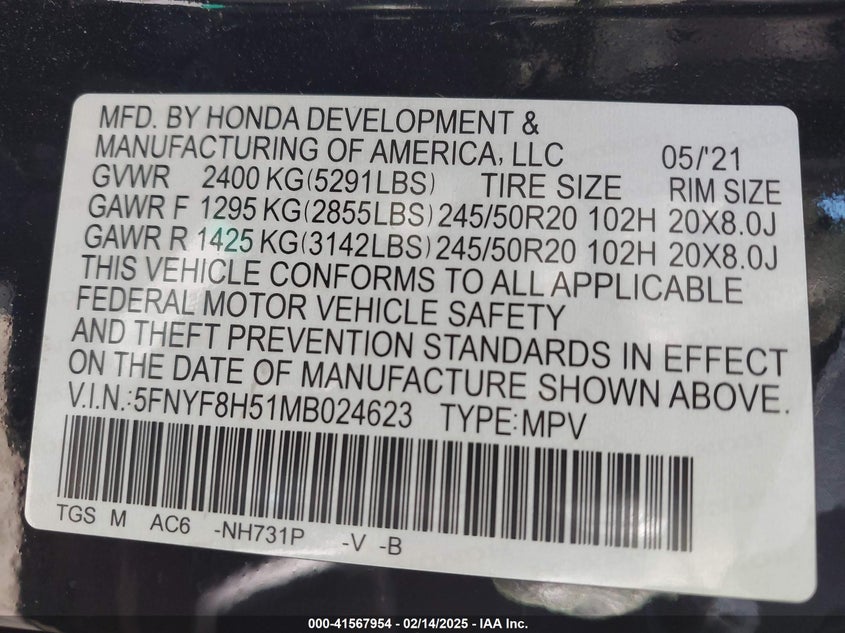 MFD. BY HONDA DEVELOPMENT &
MANUFACTURING OF AMERICA, LLC 05/'21
GVWR 2400 KG(5291LBS) TIRE SIZE RIM SIZE
GAWR F 1295 KG(2855LBS) 245/50R20 102H 20X8.0J
GAWR R 1425 KG(3142LBS) 245/50R20 102H 20X8.0J
THIS VEHICLE CONFORMS TO ALL APPLICABLE
FEDERAL MOTOR VEHICLE SAFETY
AND THEFT PREVENTION STANDARDS IN EFFECT
ON THE DATE OF MANUFACTURE SHOWN ABOVE.
V.I.N.:5FNYF8H51MB024623 TYPE:MPV
TGS M AC6 -NH731P -V -B
000-41567954 - 02/14/2025 - IAA Inc.